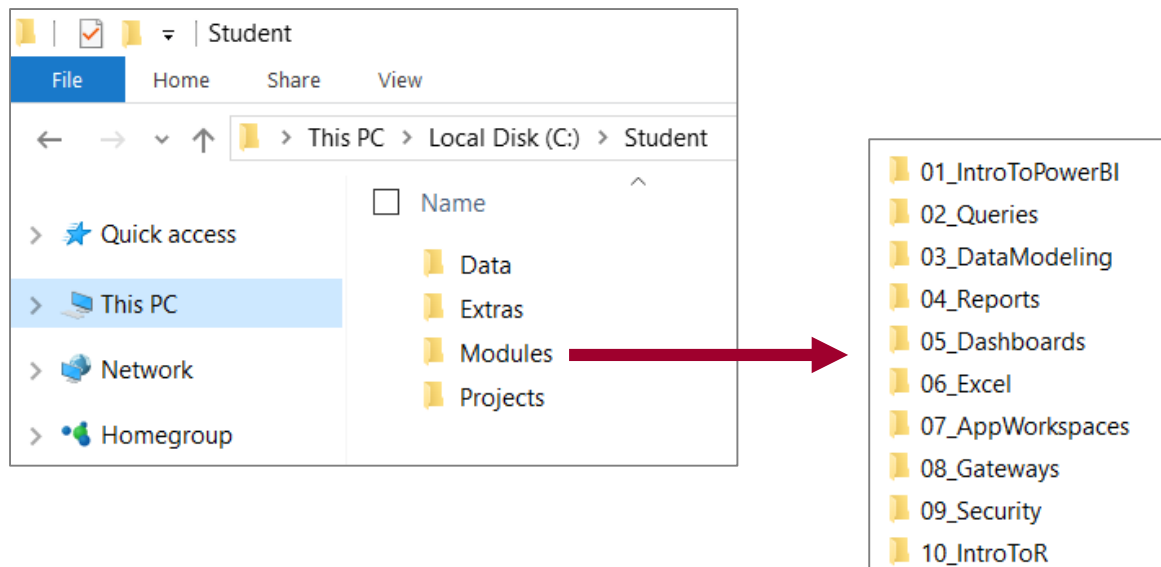 Student
File Home Share View
This PC > Local Disk (C:) > Student
Name
Quick access
This PC
Network
Homegroup
Data
Extras
Modules
Projects
01_IntroToPowerBI
02_Queries
03_DataModeling
04_Reports
05_Dashboards
06_Excel
07_AppWorkspaces
08_Gateways
09_Security
10_IntroToR